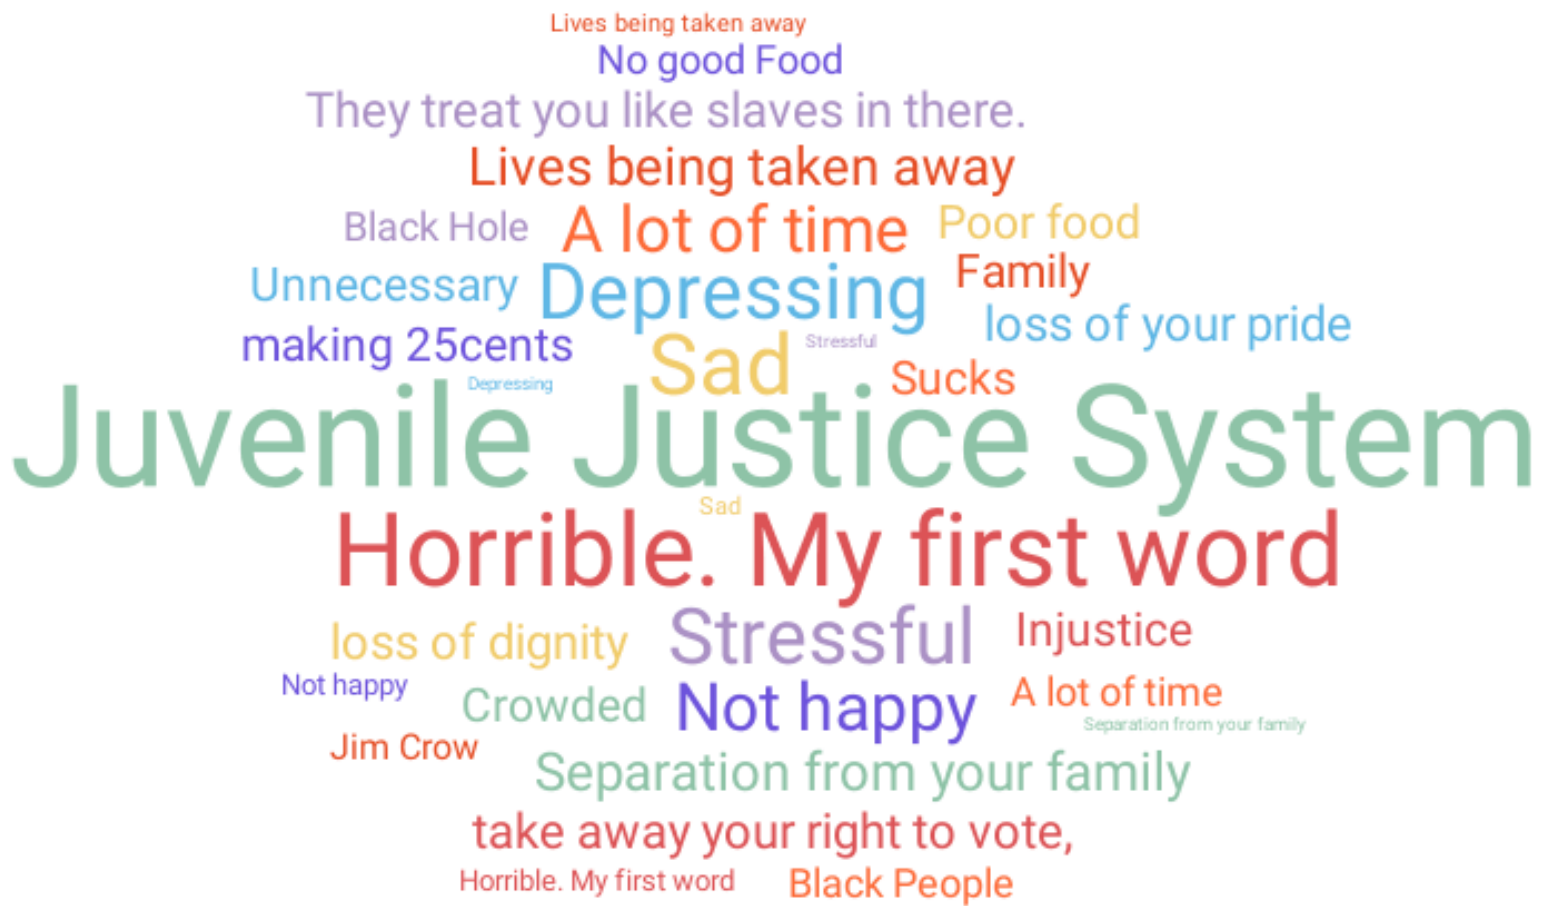 Lives being taken away
No good Food
They treat you like slaves in there.
Lives being taken away
Black Hole
A lot of time
Poor food
Unnecessary
Depressing
Family
loss of your pride
making 25cents
Sad
Stressful
Sucks
Depressing
Juvenile Justice System
Sad
Horrible. My first word
loss of dignity
Stressful
Injustice
Not happy
Crowded
Not happy
A lot of time
Separation from your family
Jim Crow
Separation from your family
take away your right to vote,
Horrible. My first word
Black People